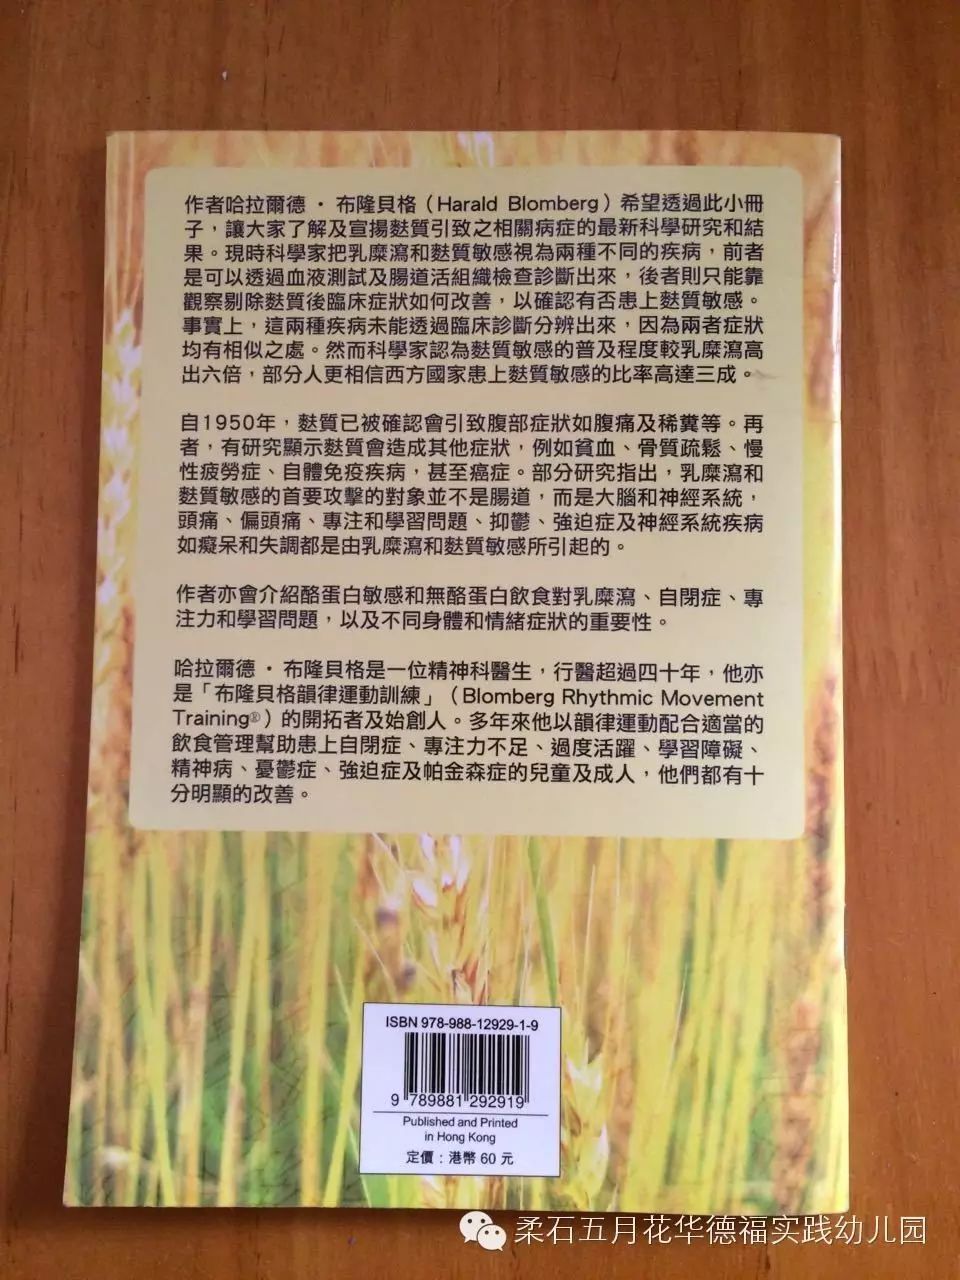 作者哈拉爾德・布隆貝格（Harald Blomberg）希望透過此小冊
子，讓大家了解及宣揚麩質引致之相關病症的最新科學研究和結
果。現時科學家把乳糜瀉和麩質敏感視為兩種不同的疾病，前者
是可以透過血液測試及腸道活組織檢查診斷出來，後者則只能靠
觀察剔除麩質後臨床症狀如何改善，以確認有否患上麩質敏感。
事實上，這兩種疾病未能透過臨床診斷分辨出來，因為兩者症狀
均有相似之處。然而科學家認為麩質敏感的普及程度較乳糜瀉高
出六倍，部分人更相信西方國家患上麩質敏感的比率高達三成。
自1950年，麩質已被確認會引致腹部症狀如腹痛及稀糞等。再
者，有研究顯示麩質會造成其他症狀，例如貧血、骨質疏鬆、慢
性疲勞症、自體免疫疾病，甚至癌症。部分研究指出，乳糜瀉和
麩質敏感的首要攻擊的對象並不是腸道，而是大腦和神經系統，
頭痛、偏頭痛、專注和學習問題、抑鬱、強迫症及神經系統疾病
如癡呆和失調都是由乳糜瀉和麩質敏感所引起的。
作者亦會介紹酪蛋白敏感和無酪蛋白飲食對乳糜瀉、自閉症、專
注力和學習問題，以及不同身體和情緒症狀的重要性。
哈拉爾德・布隆貝格是一位精神科醫生，行醫超過四十年，他亦
是「布隆貝格韻律運動訓練」（Blomberg Rhythmic Movement
Training®）的開拓者及始創人。多年來他以韻律運動配合適當的
飲食管理幫助患上自閉症、專注力不足、過度活躍、學習障礙、
精神病、憂鬱症、強迫症及帕金森症的兒童及成人，他們都有十
分明顯的改善。
ISBN 978-988-12929-1-9
9 789881 292919
Published and Printed
in Hong Kong
定價：港幣 60 元
柔石五月花华德福实践幼儿园